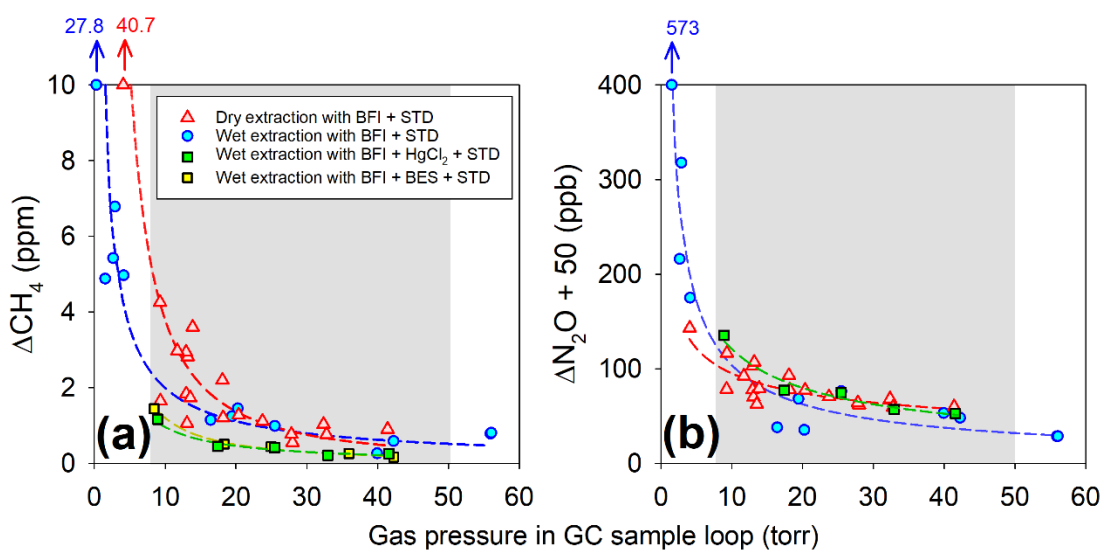 27.8 40.7
573
10
8
6
4
2
0
ΔCH₄ (ppm)
Dry extraction with BFI + STD
Wet extraction with BFI + STD
Wet extraction with BFI + HgCl₂ + STD
Wet extraction with BFI + BES + STD
(a)
0 10 20 30 40 50 60
400
300
200
100
0
ΔN₂O + 50 (ppb)
(b)
0 10 20 30 40 50 60
Gas pressure in GC sample loop (torr)